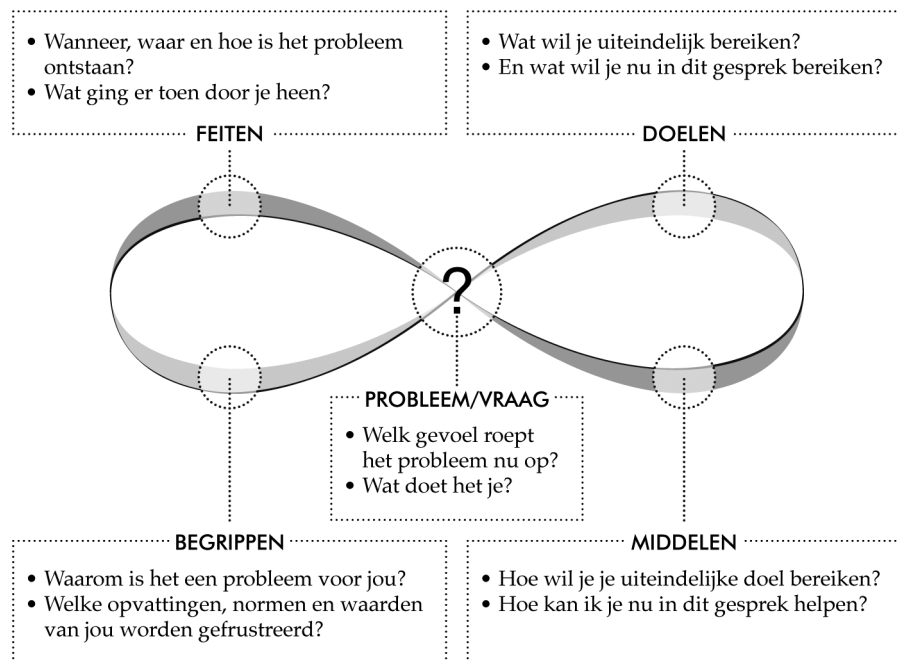 • Wanneer, waar en hoe is het probleem
ontstaan?
• Wat ging er toen door je heen?
FEITEN
• Wat wil je uiteindelijk bereiken?
• En wat wil je nu in dit gesprek bereiken?
DOELEN
?
PROBLEEM/VRAAG
• Welk gevoel roept
het probleem nu op?
• Wat doet het je?
BEGRIPPEN
• Waarom is het een probleem voor jou?
• Welke opvattingen, normen en waarden
van jou worden gefrustreerd?
MIDDELEN
• Hoe wil je je uiteindelijke doel bereiken?
• Hoe kan ik je nu in dit gesprek helpen?